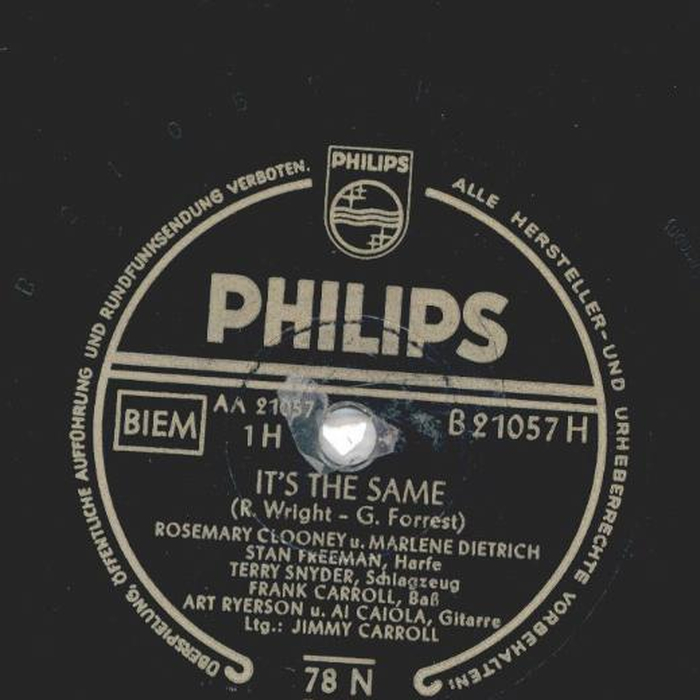 PHILIPS
ALLE HERSTELLER- UND URHEBERRECHTE VORBEHALTEN!
ÜBERSPIELUNG, ÖFFENTLICHE AUFFÜHRUNG UND RUNDFUNKSENDUNG VERBOTEN.
PHILIPS
BIEM
AA 21057
1 H
B 21057 H
IT'S THE SAME
(R. Wright - G. Forrest)
ROSEMARY CLOONEY u. MARLENE DIETRICH
STAN FREEMAN, Harfe
TERRY SNYDER, Schlagzeug
FRANK CARROLL, Baß
ART RYERSON u. Al CAIOLA, Gitarre
Ltg.: JIMMY CARROLL
78 N